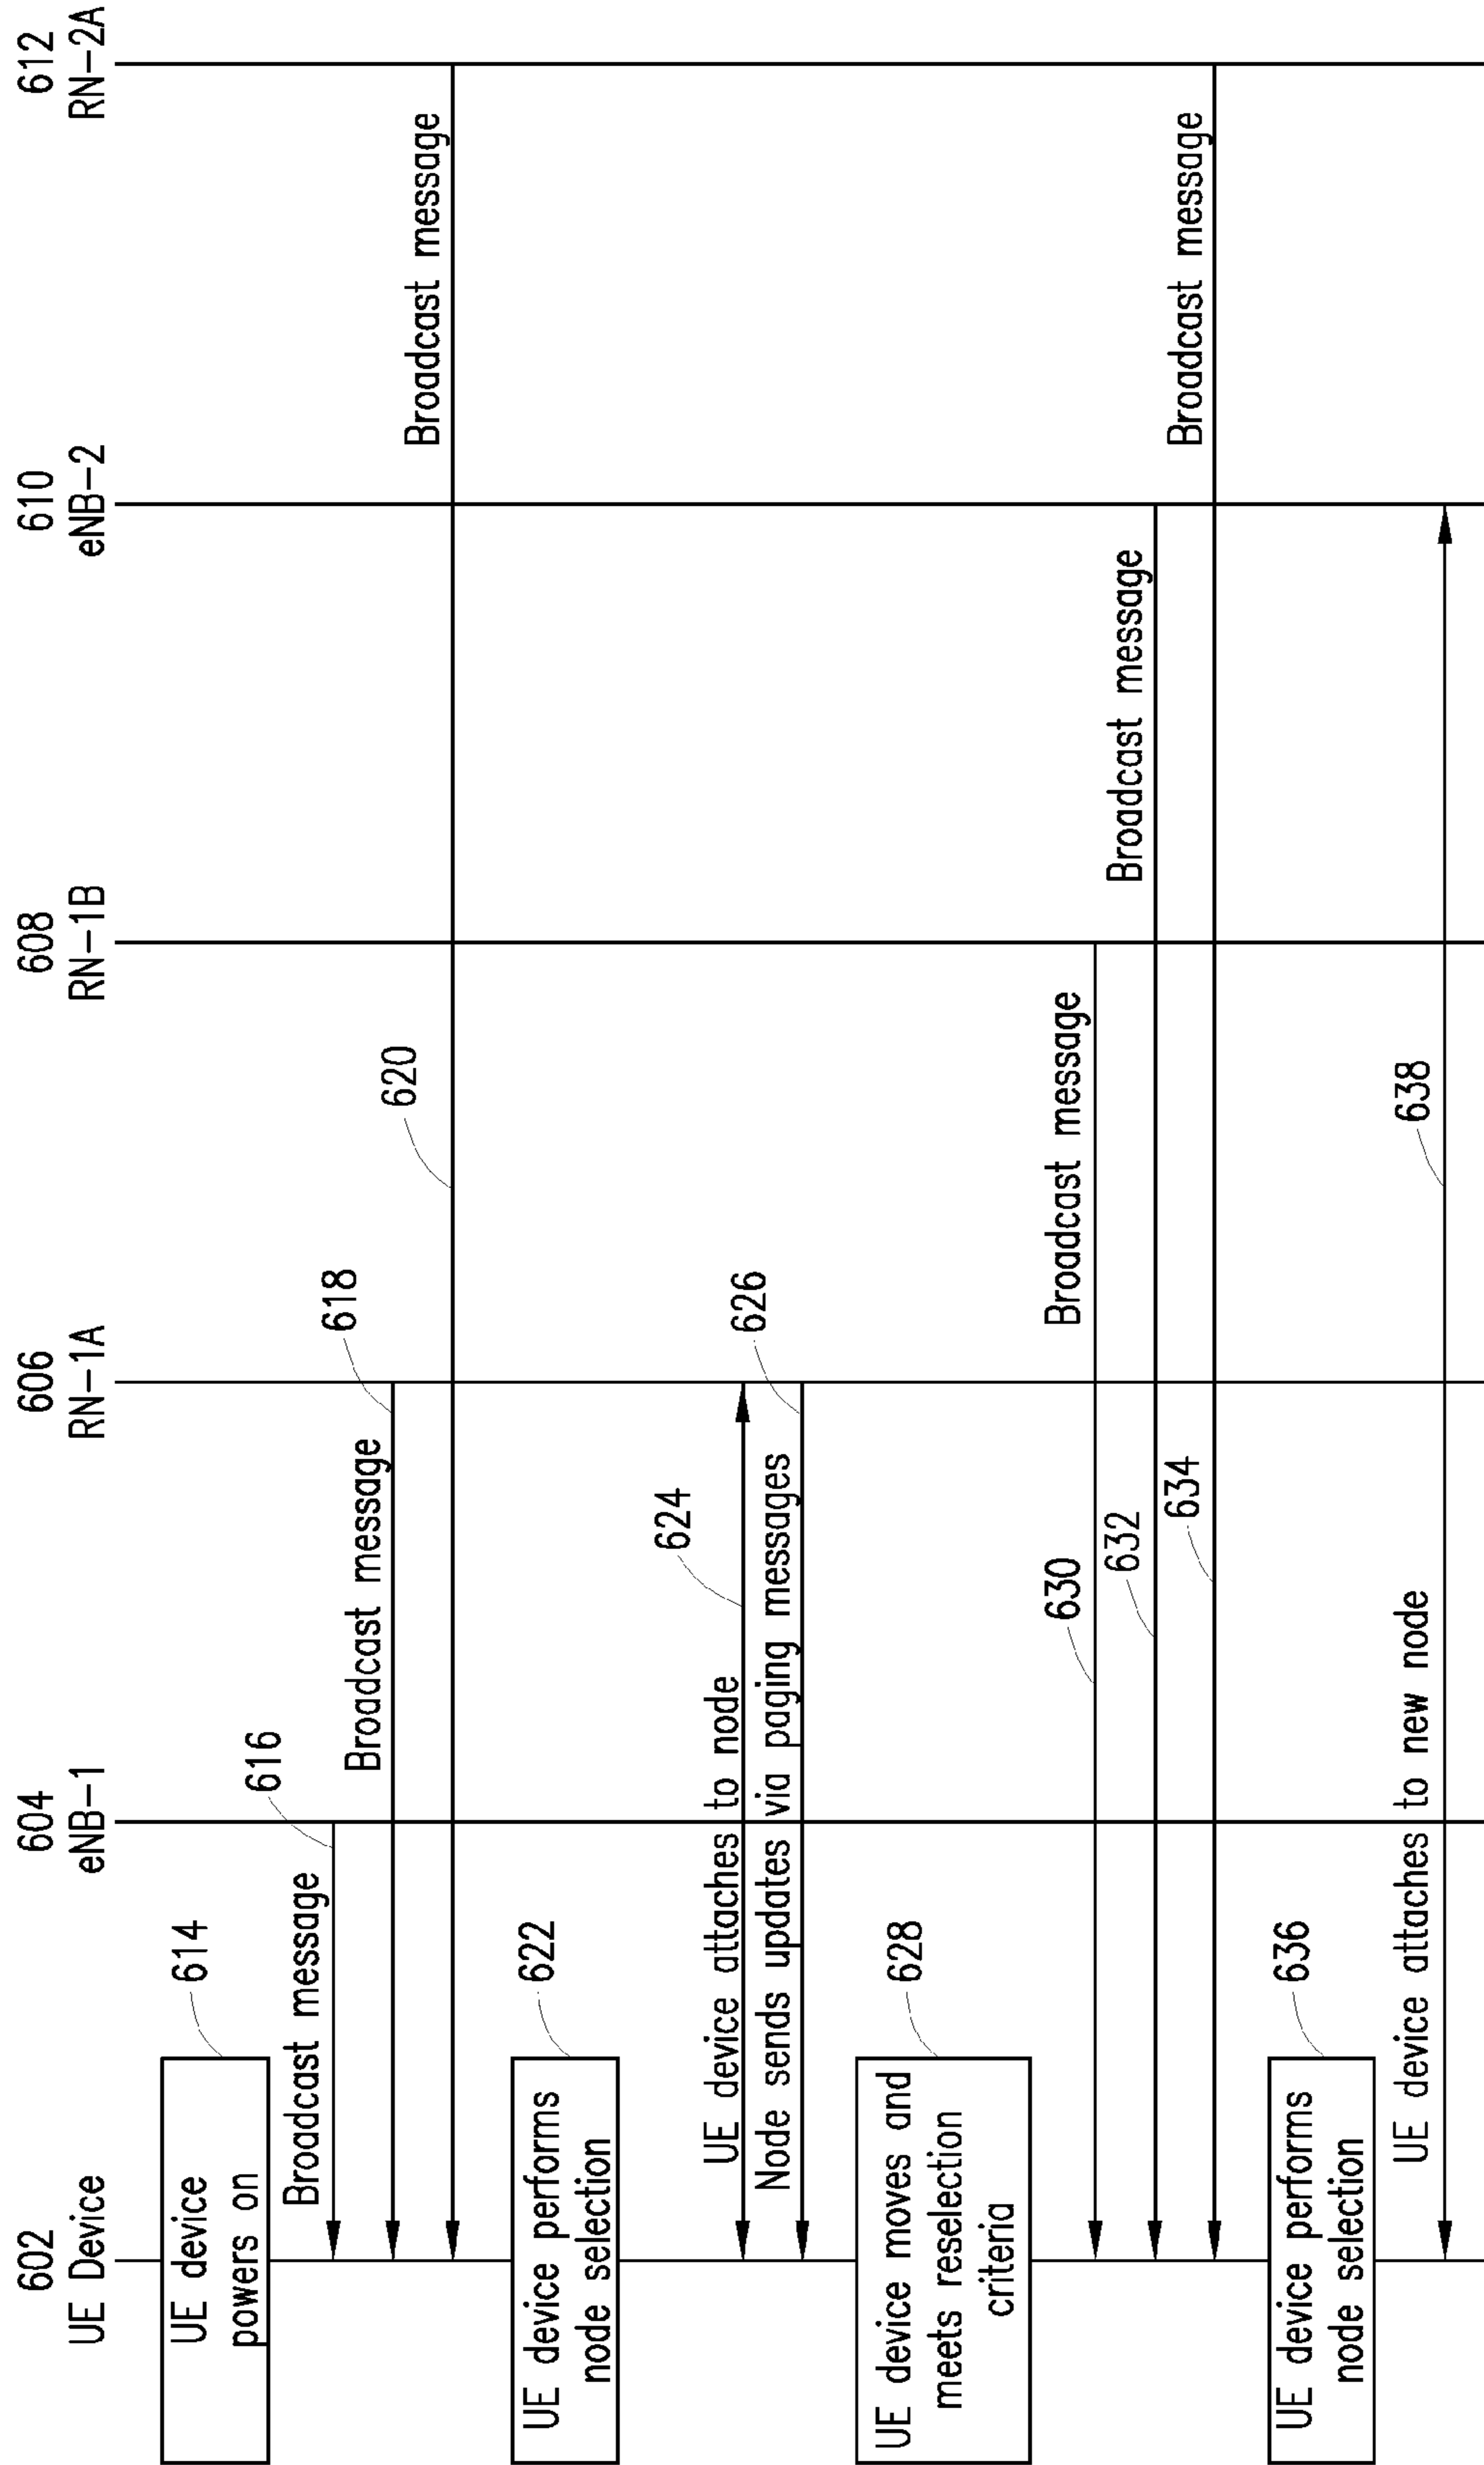 602
UE Device
604
eNB-1
606
RN-1A
608
RN-1B
610
eNB-2
612
RN-2A
UE device
powers on
614
Broadcast message
616
Broadcast message
618
Broadcast message
620
UE device performs
node selection
622
UE device attaches to node
624
Node sends updates via paging messages
626
UE device moves and
meets reselection
criteria
628
Broadcast message
630
Broadcast message
632
Broadcast message
634
UE device performs
node selection
636
UE device attaches to new node
638